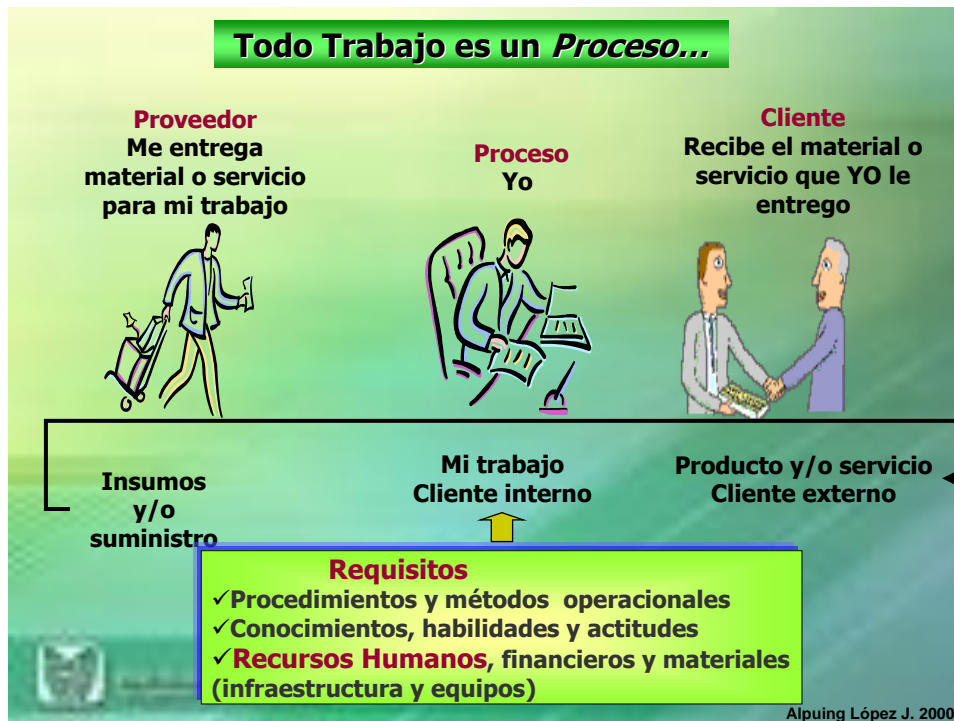 Todo Trabajo es un Proceso...
Proveedor
Me entrega
material o servicio
para mi trabajo
Proceso
Yo
Cliente
Recibe el material o
servicio que YO le
entrego
Insumos
y/o
suministro
Mi trabajo
Cliente interno
Producto y/o servicio
Cliente externo
Requisitos
✓Procedimientos y métodos operacionales
✓Conocimientos, habilidades y actitudes
✓Recursos Humanos, financieros y materiales
(infraestructura y equipos)
Alpuing López J. 2000